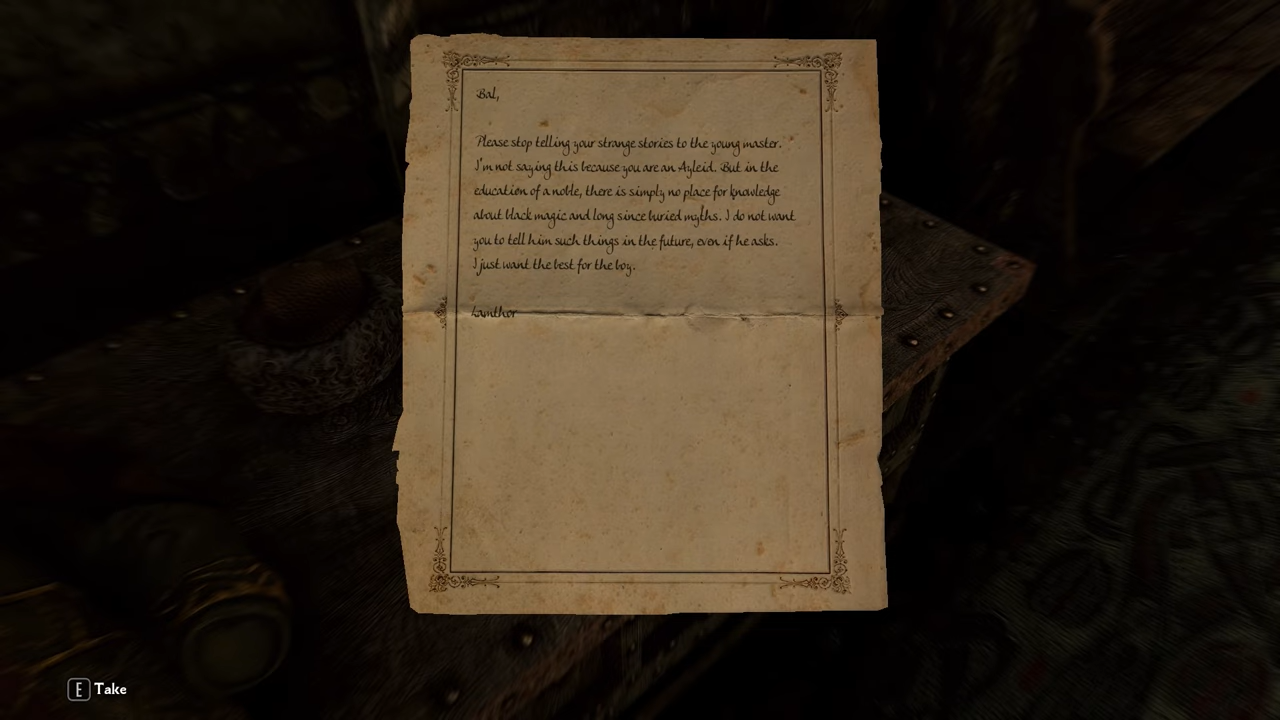 Bal,
Please stop telling your strange stories to the young master.
I'm not saying this because you are an Ayleid. But in the
education of a noble, there is simply no place for knowledge
about black magic and long since buried myths. I do not want
you to tell him such things in the future, even if he asks.
I just want the best for the boy.
Lamthor
E Take